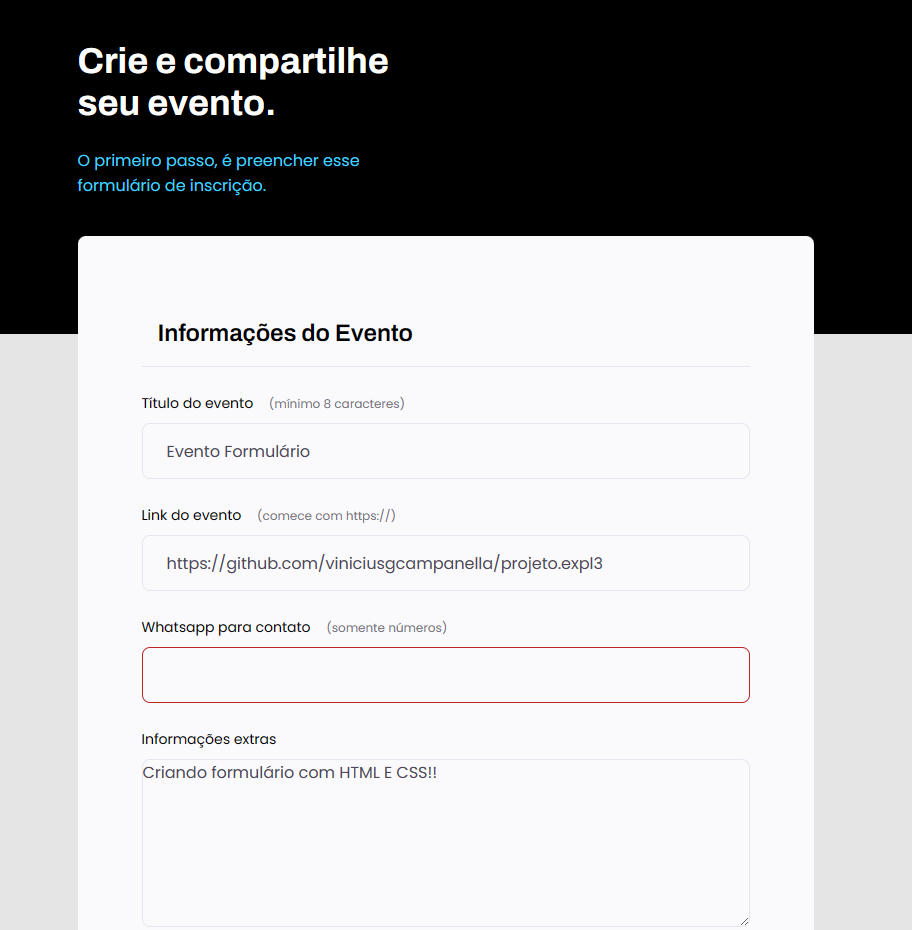 Crie e compartilhe
seu evento.
O primeiro passo, é preencher esse
formulário de inscrição.
Informações do Evento
Título do evento (mínimo 8 caracteres)
Evento Formulário
Link do evento (comece com https://)
https://github.com/viniciusgcampanella/projeto.expl3
Whatsapp para contato (somente números)
Informações extras
Criando formulário com HTML E CSS!!